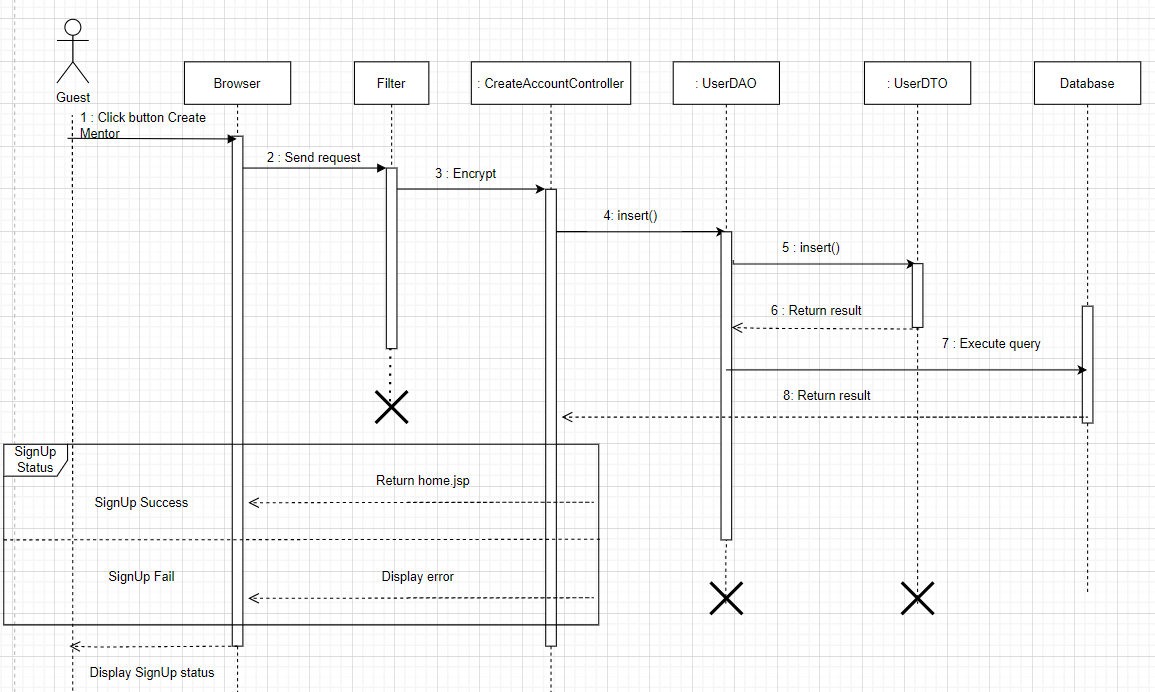 Guest
Browser
Filter
: CreateAccountController
: UserDAO
: UserDTO
Database
1 : Click button Create
Mentor
2 : Send request
3 : Encrypt
4: insert()
5 : insert()
6 : Return result
7 : Execute query
8: Return result
SignUp
Status
Return home.jsp
SignUp Success
SignUp Fail
Display error
Display SignUp status